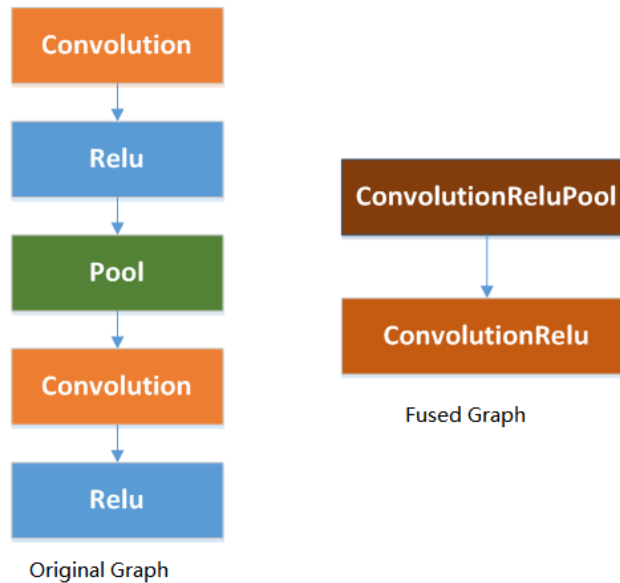 Convolution
Relu
Pool
Convolution
Relu
Original Graph
ConvolutionReluPool
ConvolutionRelu
Fused Graph